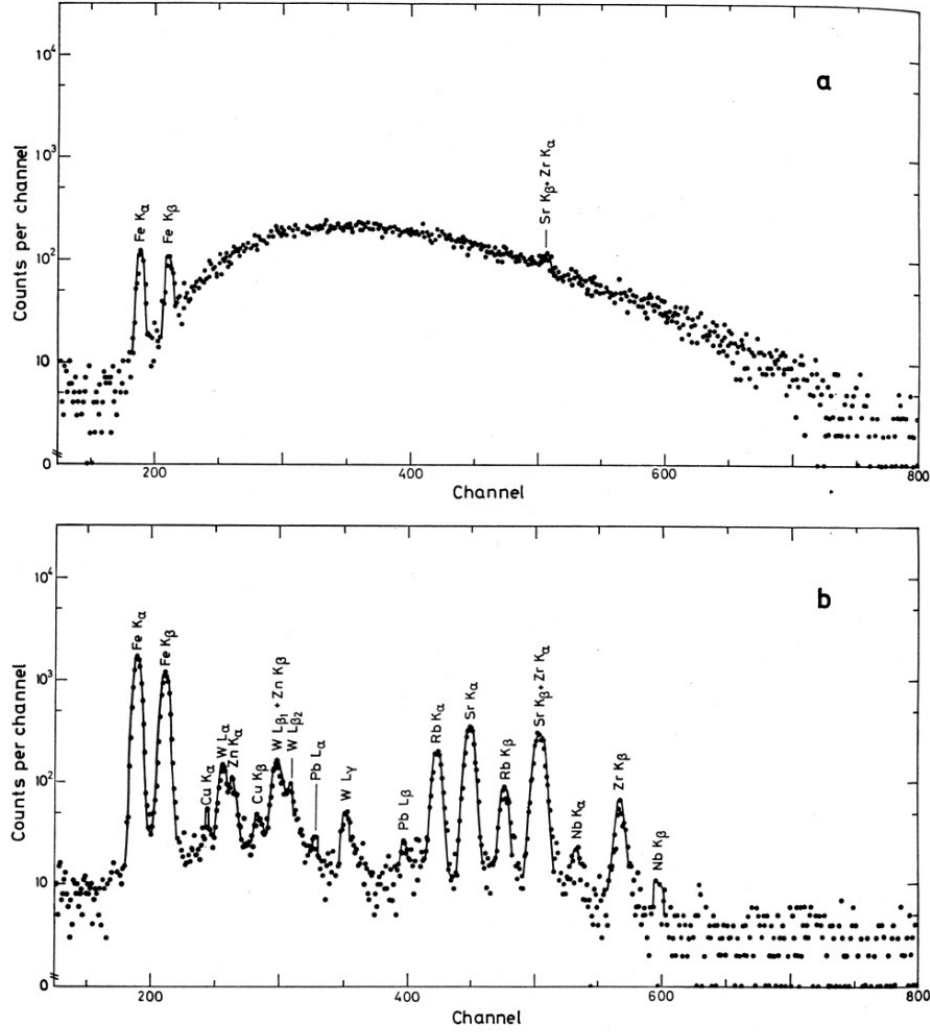 a
10⁴
10³
10²
10
0
Counts per channel
Fe Kα
Fe Kβ
Sr Kβ+ Zr Kα
200
400
600
800
Channel
b
10⁴
10³
10²
10
0
Counts per channel
Fe Kα
Fe Kβ
Cu Kα
W Lα
Zn Kα
Cu Kβ
W Lβ1 + Zn Kβ
W Lβ2
Pb Lα
W Lγ
Pb Lβ
Rb Kα
Sr Kα
Rb Kβ
Sr Kβ+ Zr Kα
Nb Kα
Zr Kβ
Nb Kβ
200
400
600
800
Channel